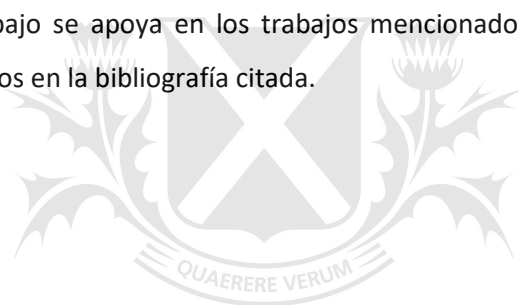 bajo se apoya en los trabajos mencionado
os en la bibliografía citada.
QUAERERE VERUM